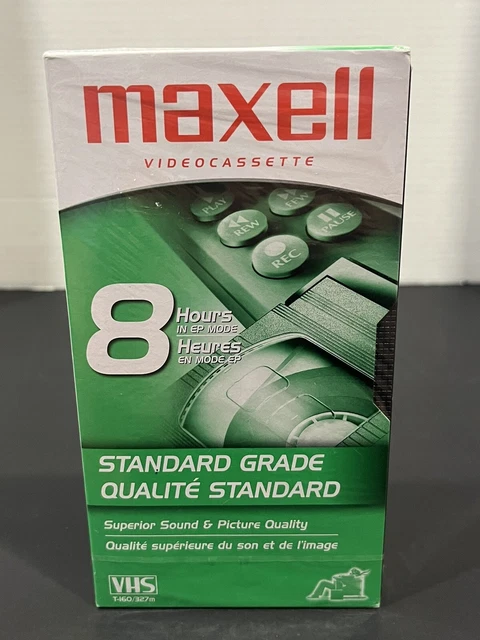 maxell
VIDEOCASSETTE
PLAY
REW
FFW
PAUSE
REC
8 Hours
IN EP MODE
Heures
EN MODE EP
STANDARD GRADE
QUALITÉ STANDARD
Superior Sound & Picture Quality
Qualité supérieure du son et de l'image
VHS
T-160/327m